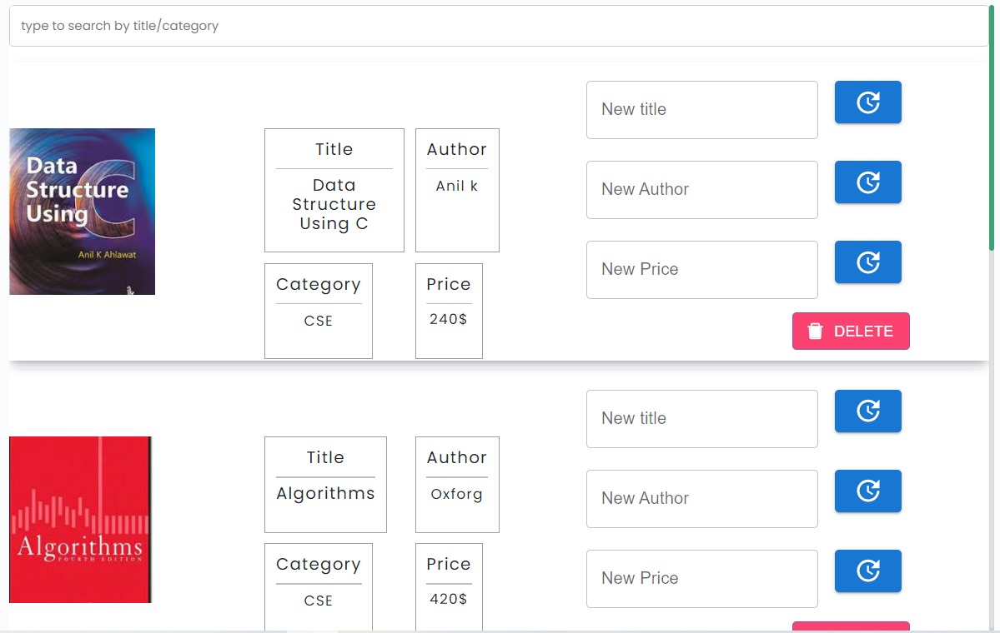 type to search by title/category
Data
Structure
Using C
Anil K Ahlawat
Title
Data
Structure
Using C
Author
Anil k
Category
CSE
Price
240$
New title
New Author
New Price
DELETE
Algorithms
FOURTH EDITION
Title
Algorithms
Author
Oxforg
Category
CSE
Price
420$
New title
New Author
New Price